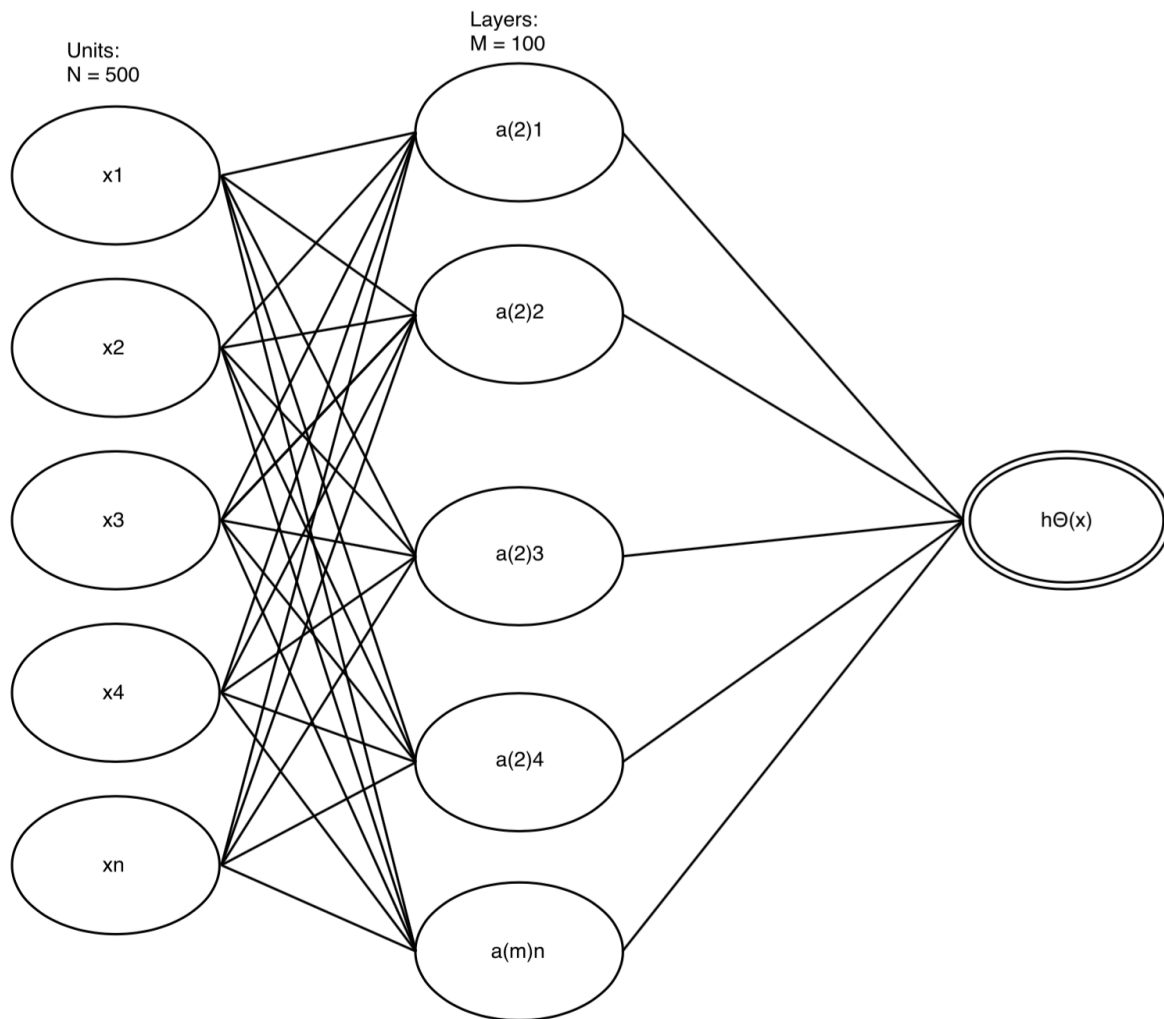 Units:
N = 500
x1
x2
x3
x4
xn
Layers:
M = 100
a(2)1
a(2)2
a(2)3
a(2)4
a(m)n
hΘ(x)